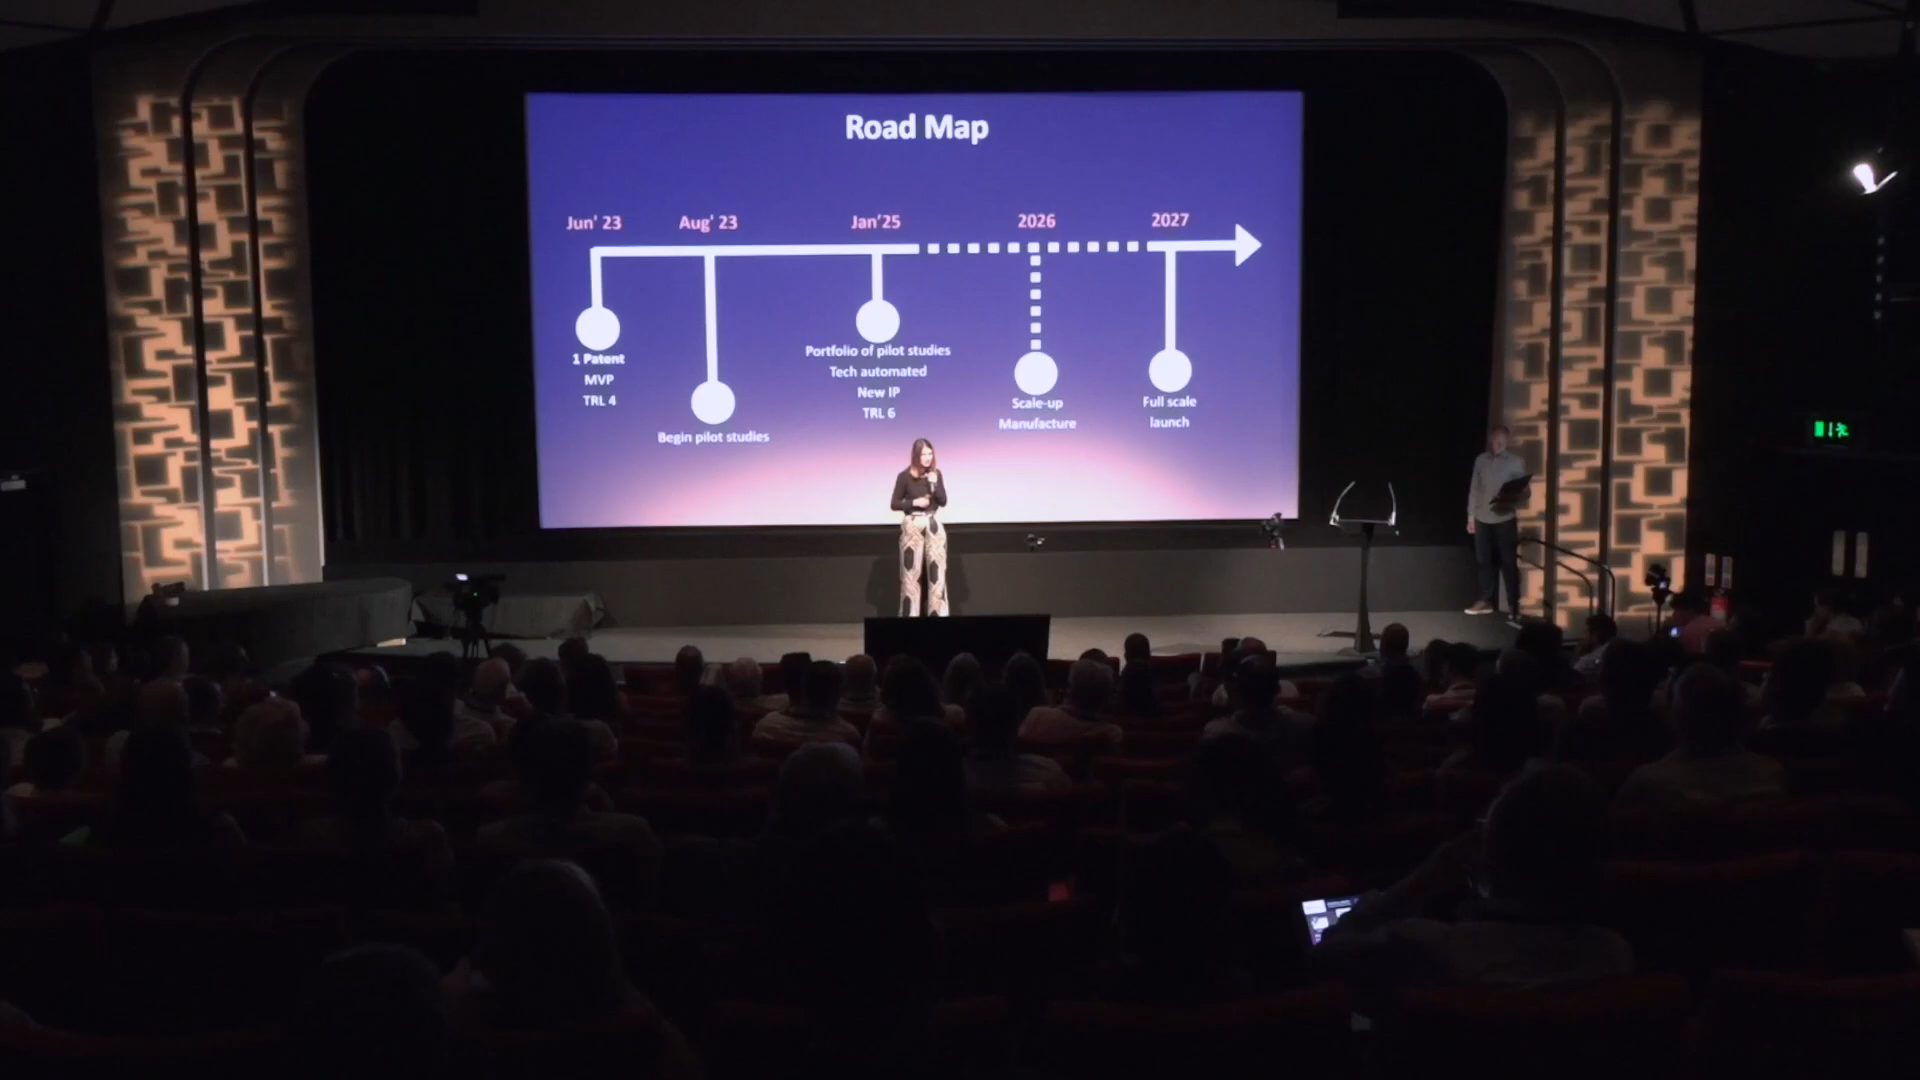 Road Map
Jun' 23
Aug' 23
Jan'25
2026
2027
1 Patent
MVP
TRL 4
Begin pilot studies
Portfolio of pilot studies
Tech automated
New IP
TRL 6
Scale-up
Manufacture
Full scale
launch